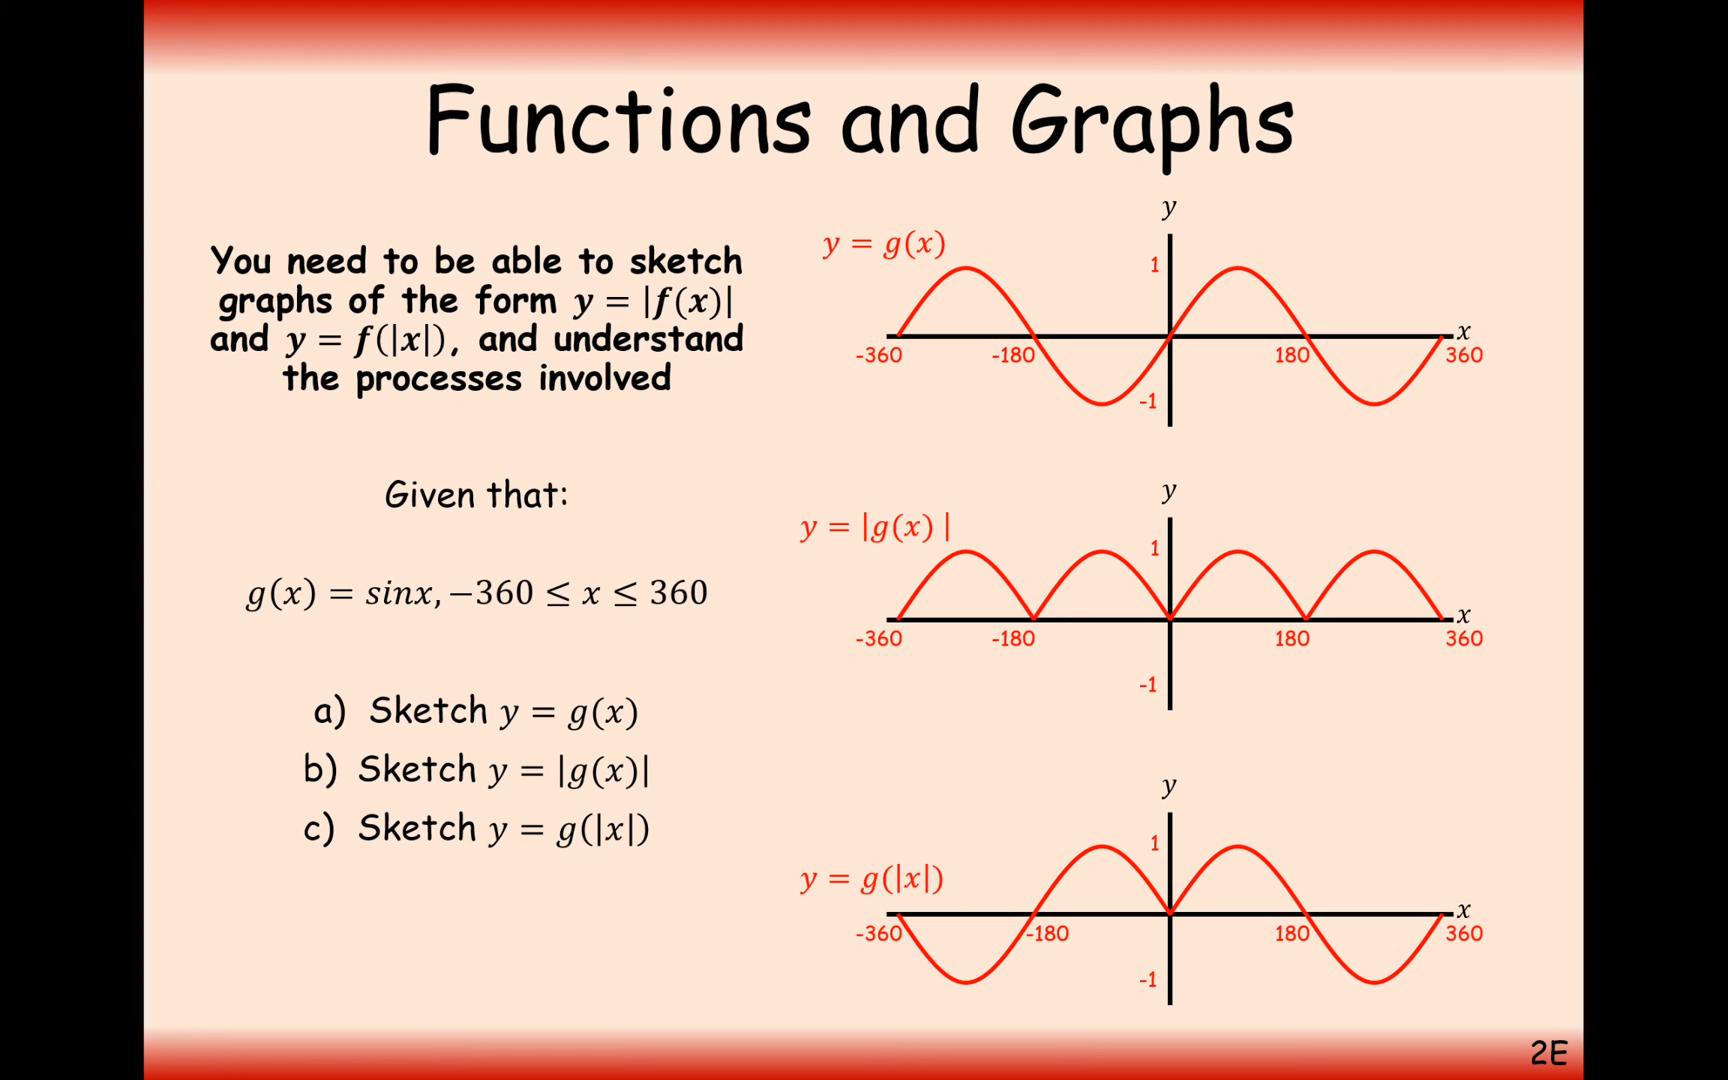 Functions and Graphs
You need to be able to sketch
graphs of the form y = |f(x)|
and y = f(|x|), and understand
the processes involved
Given that:
g(x) = sinx, −360 ≤ x ≤ 360
a) Sketch y = g(x)
b) Sketch y = |g(x)|
c) Sketch y = g(|x|)
y
y = g(x)
1
x
-360 -180 180 360
-1
y
y = |g(x) |
1
x
-360 -180 180 360
-1
y
1
y = g(|x|)
x
-360 -180 180 360
-1
2E